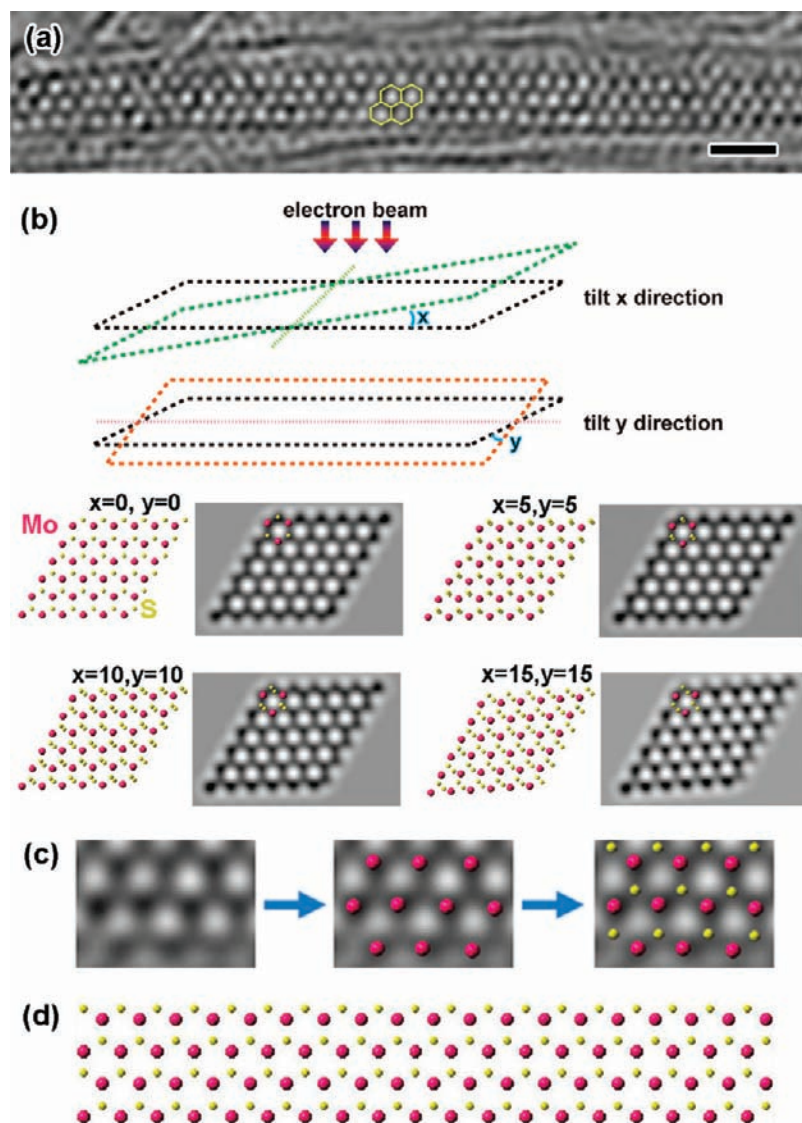 (a)
(b)
electron beam
tilt x direction
x
tilt y direction
y
x=0, y=0
x=5,y=5
Mo
S
x=10,y=10
x=15,y=15
(c)
(d)